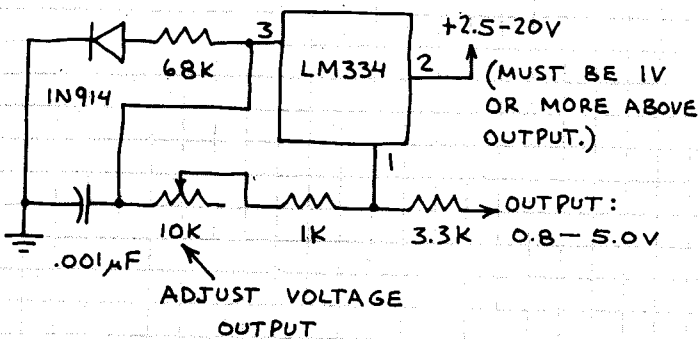 3
LM334
2
+2.5-20V
(MUST BE 1V
OR MORE ABOVE
OUTPUT.)
68K
1N914
1
10K
1K
3.3K
OUTPUT:
0.8 - 5.0V
.001µF
ADJUST VOLTAGE
OUTPUT